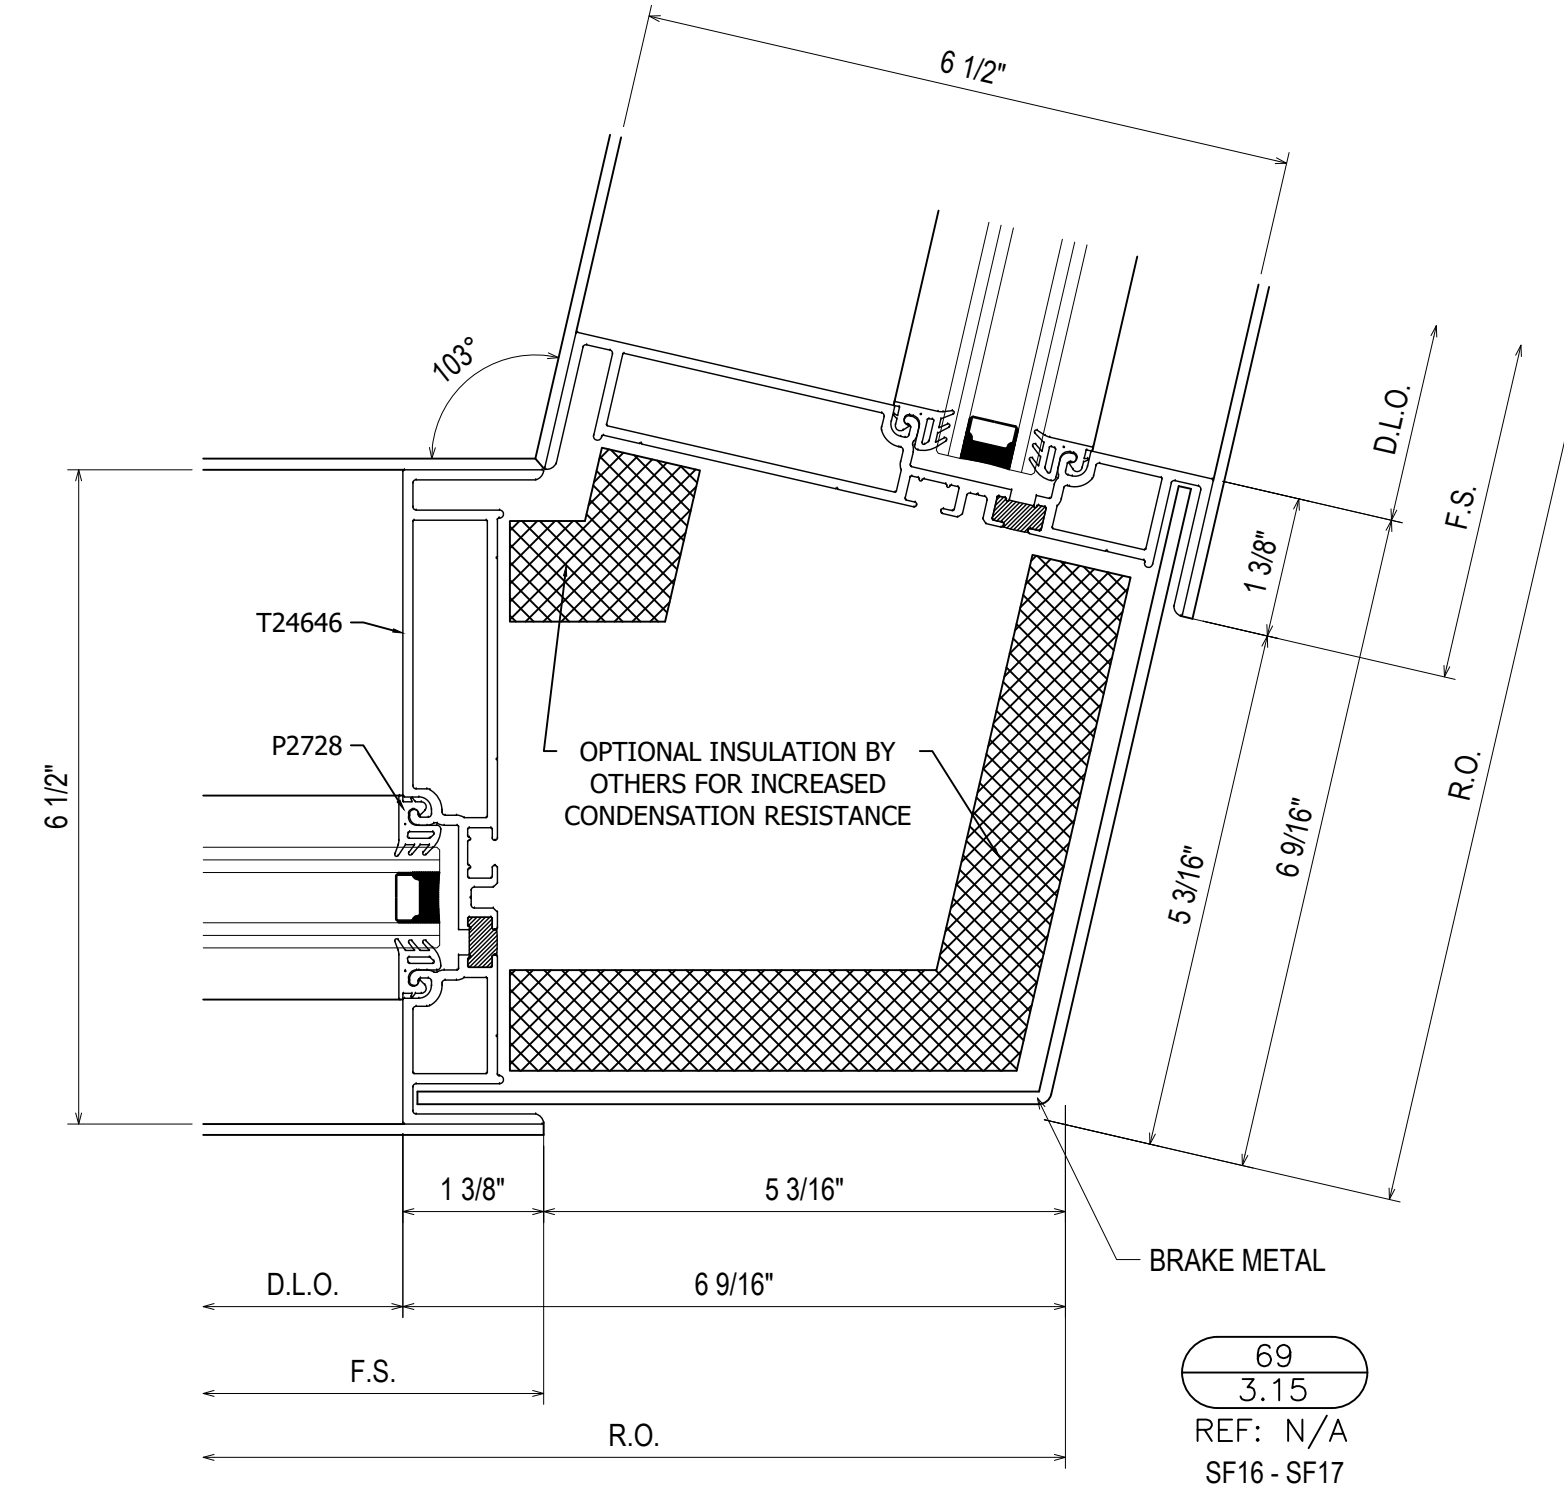 6 1/2"
103°
D.L.O.
F.S.
1 3/8"
T24646
P2728
OPTIONAL INSULATION BY
OTHERS FOR INCREASED
CONDENSATION RESISTANCE
6 1/2"
R.O.
6 9/16"
5 3/16"
1 3/8"
5 3/16"
BRAKE METAL
D.L.O.
6 9/16"
F.S.
R.O.
69
3.15
REF: N/A
SF16 - SF17